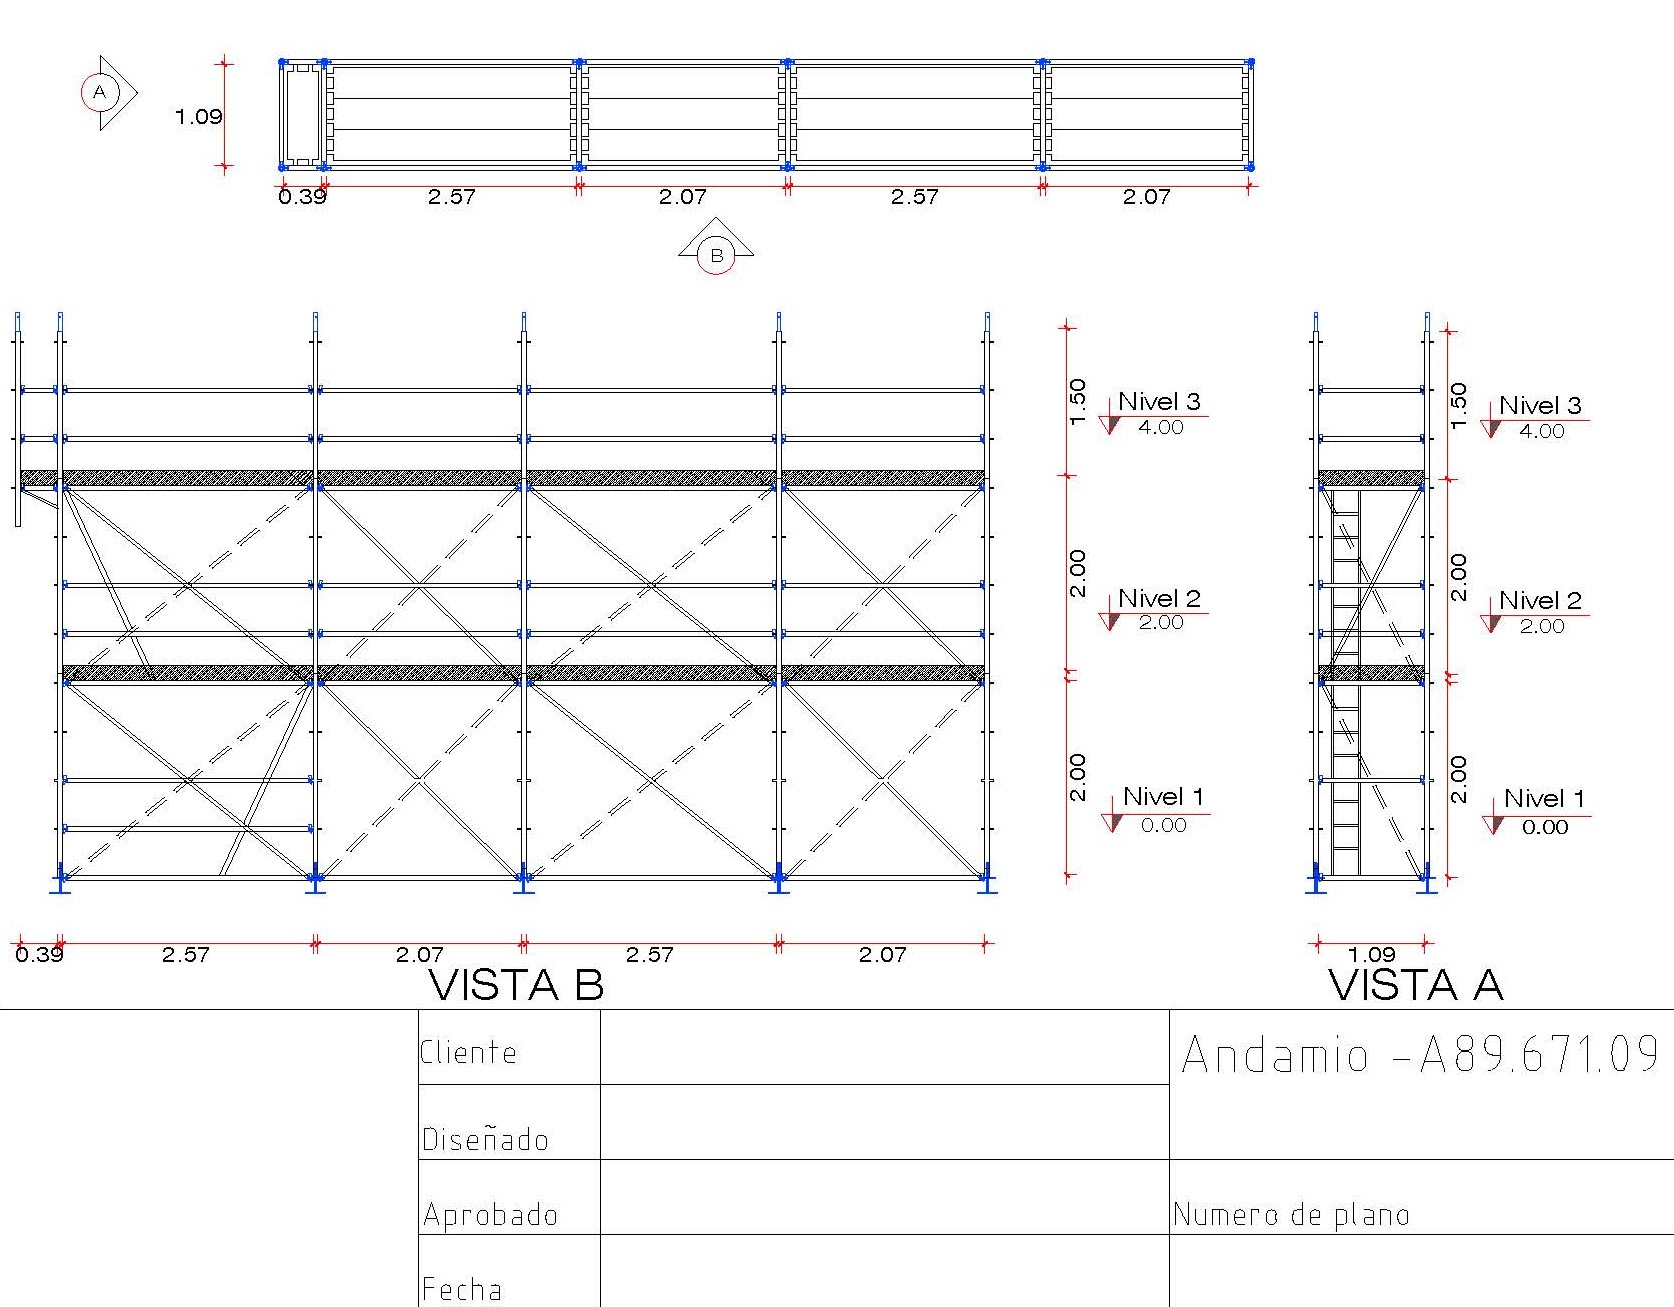 A
1.09
0.39 2.57 2.07 2.57 2.07
B
1.50
Nivel 3
4.00
2.00
Nivel 2
2.00
2.00
Nivel 1
0.00
1.50
Nivel 3
4.00
2.00
Nivel 2
2.00
2.00
Nivel 1
0.00
0.39 2.57 2.07 2.57 2.07
VISTA B
1.09
VISTA A
Cliente
Andamio -A89.671.09
Diseñado
Aprobado
Numero de plano
Fecha